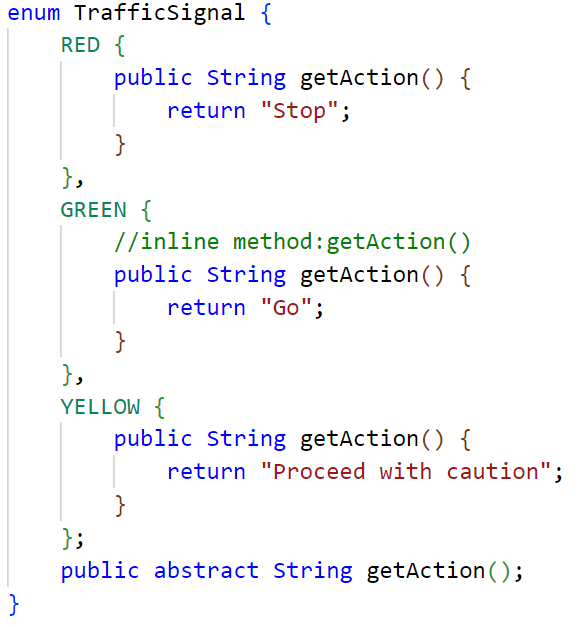 enum TrafficSignal {
    RED {
        public String getAction() {
            return "Stop";
        }
    },
    GREEN {
        //inline method:getAction()
        public String getAction() {
            return "Go";
        }
    },
    YELLOW {
        public String getAction() {
            return "Proceed with caution";
        }
    };
    public abstract String getAction();
}